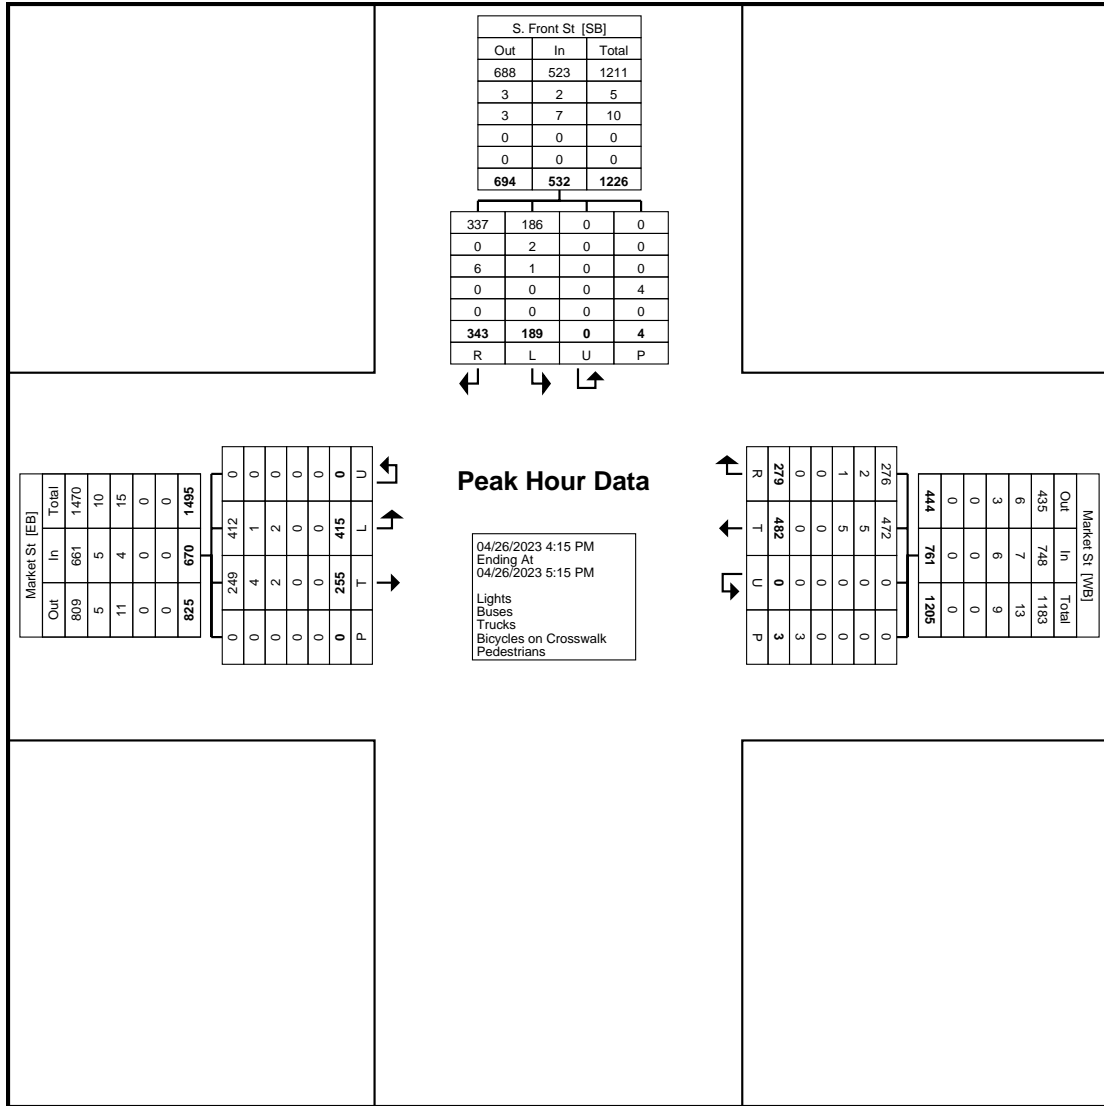 S. Front St [SB]
Out In Total
688 523 1211
3 2 5
3 7 10
0 0 0
0 0 0
694 532 1226
337 186 0 0
0 2 0 0
6 1 0 0
0 0 0 4
0 0 0 0
343 189 0 4
R L U P
Market St [EB]
Total In Out
1470 661 809
10 5 5
15 4 11
0 0 0
0 0 0
1495 670 825
0 412 249 0
0 1 4 0
0 2 2 0
0 0 0 0
0 0 0 0
0 415 255 0
U L T P
Peak Hour Data
04/26/2023 4:15 PM
Ending At
04/26/2023 5:15 PM
Lights
Buses
Trucks
Bicycles on Crosswalk
Pedestrians
Market St [WB]
Out In Total
435 748 1183
6 7 13
3 6 9
0 0 0
0 0 0
444 761 1205
276 472 0 0
2 5 0 0
1 5 0 0
0 0 0 0
0 0 0 3
279 482 0 3
R T U P